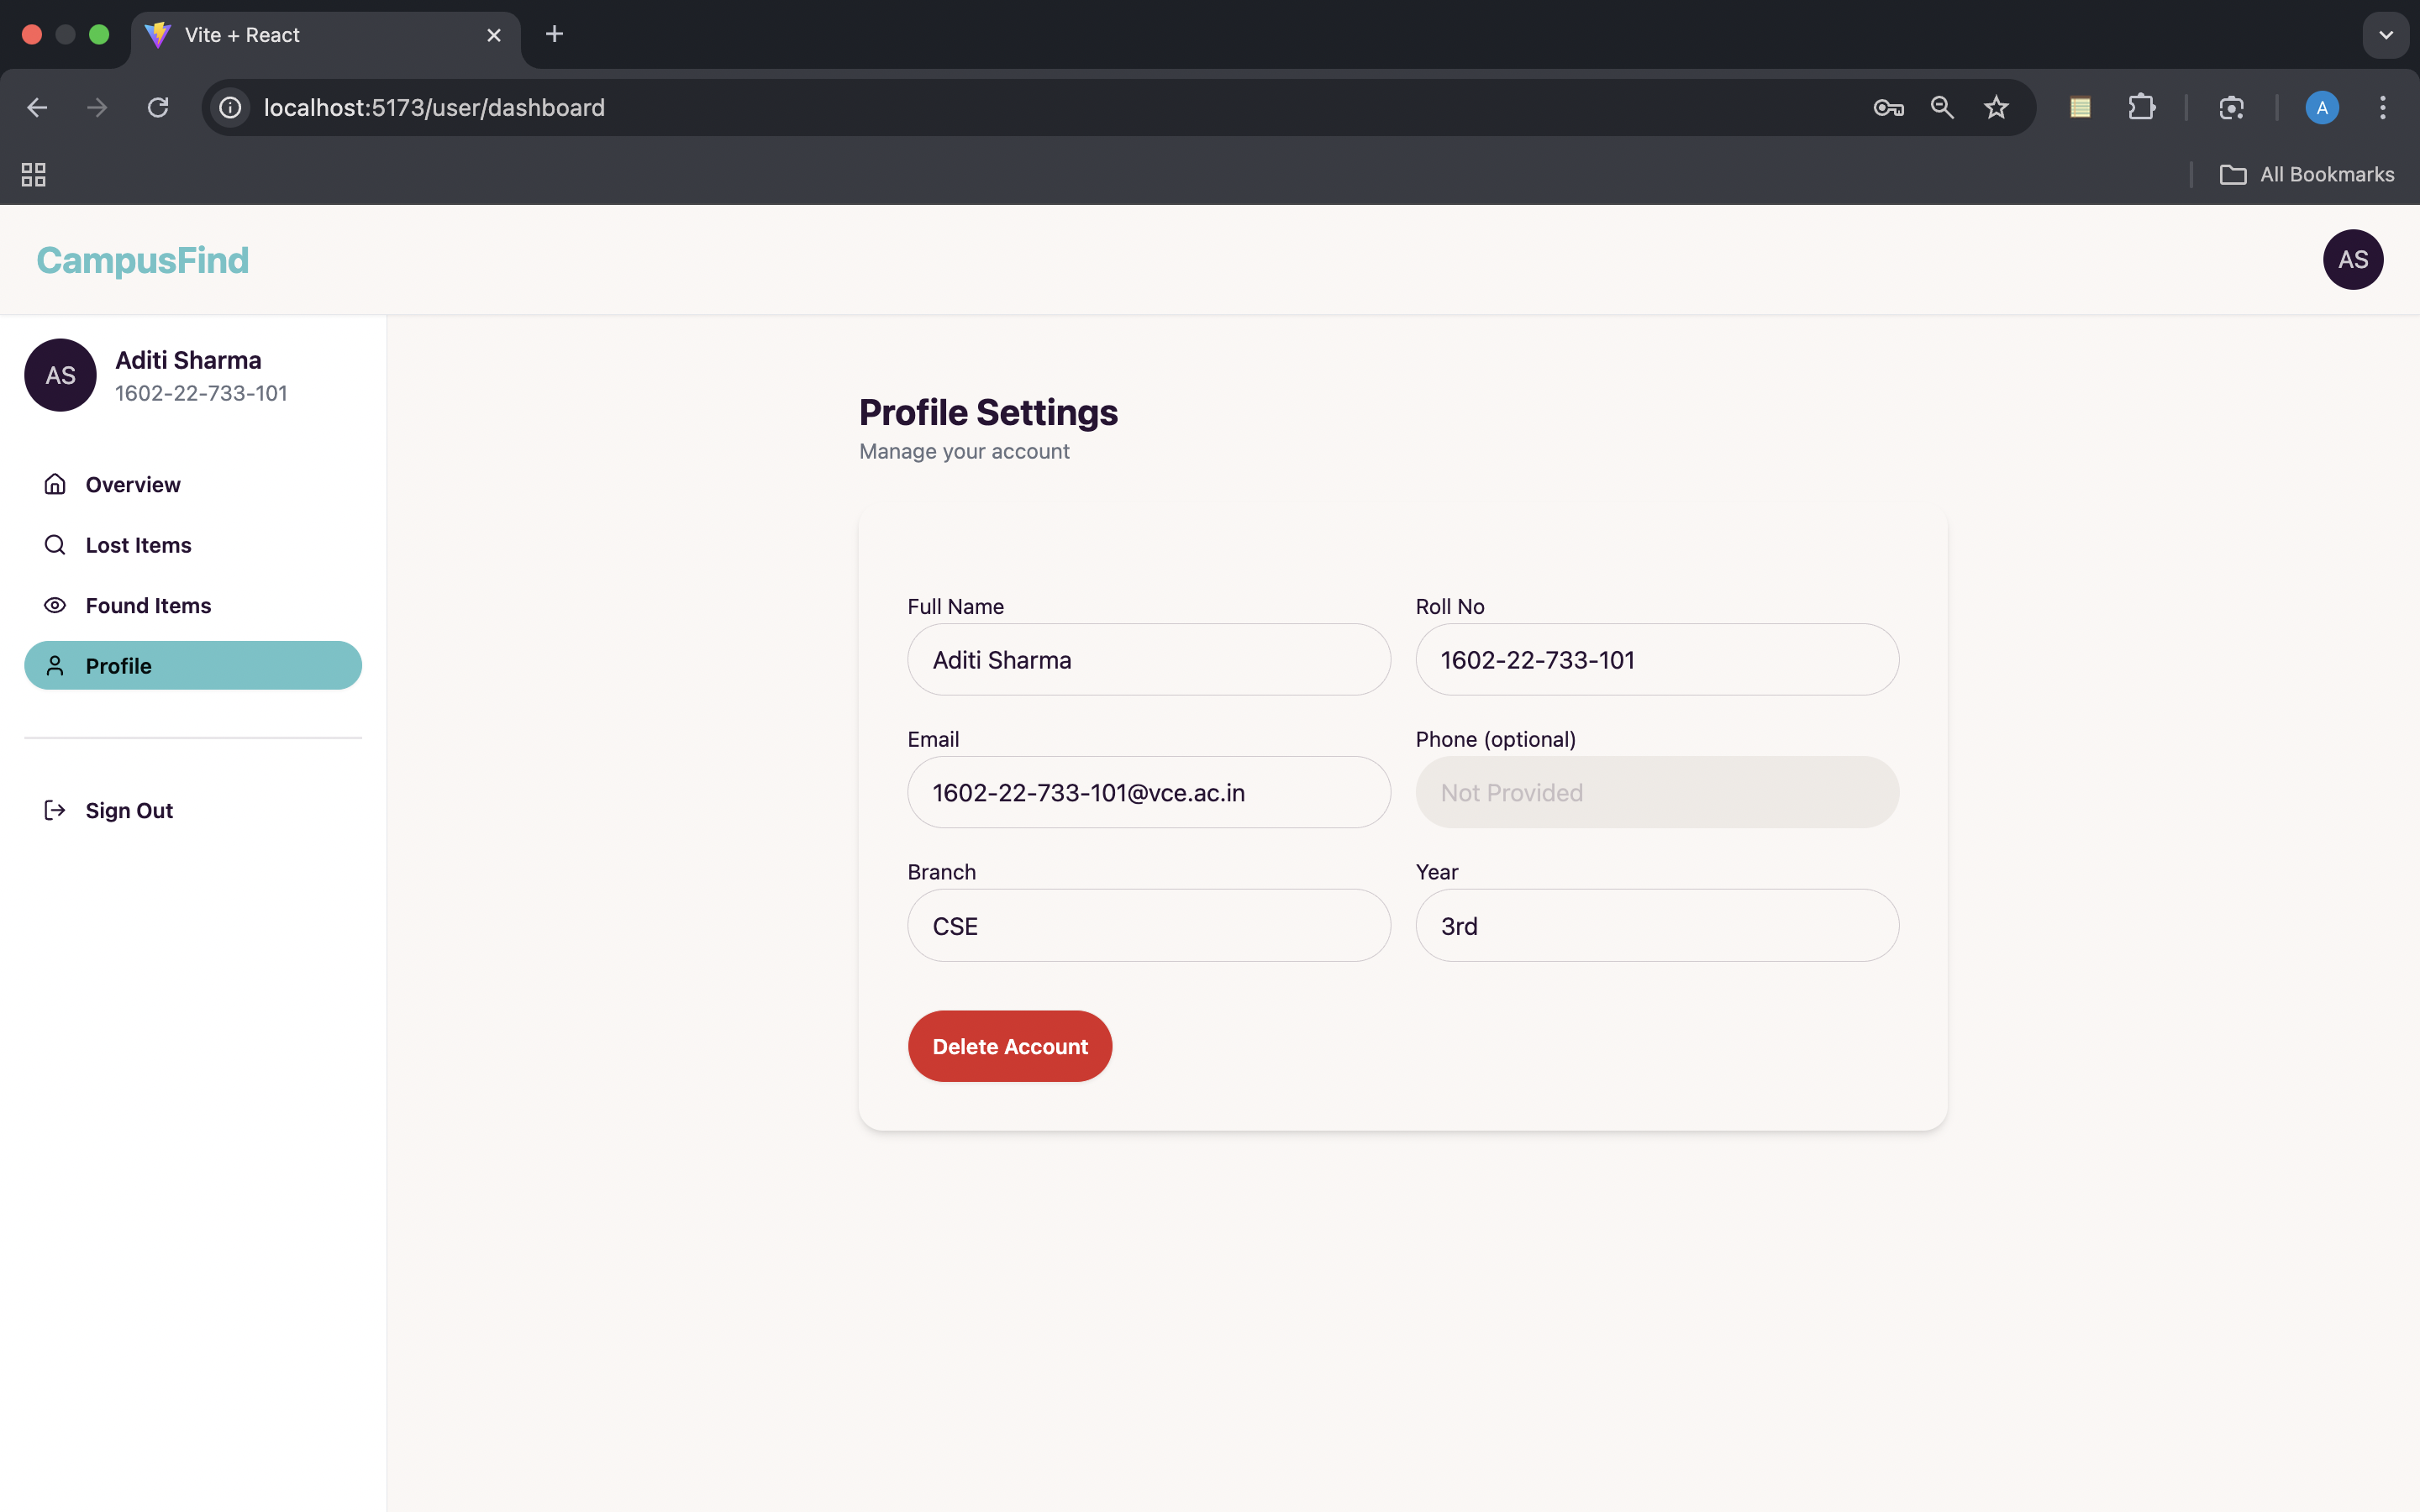 Vite + React
localhost:5173/user/dashboard
A
All Bookmarks
CampusFind
AS
AS
Aditi Sharma
1602-22-733-101
Overview
Lost Items
Found Items
Profile
Sign Out
Profile Settings
Manage your account
Full Name
Roll No
Aditi Sharma
1602-22-733-101
Email
Phone (optional)
1602-22-733-101@vce.ac.in
Not Provided
Branch
Year
CSE
3rd
Delete Account